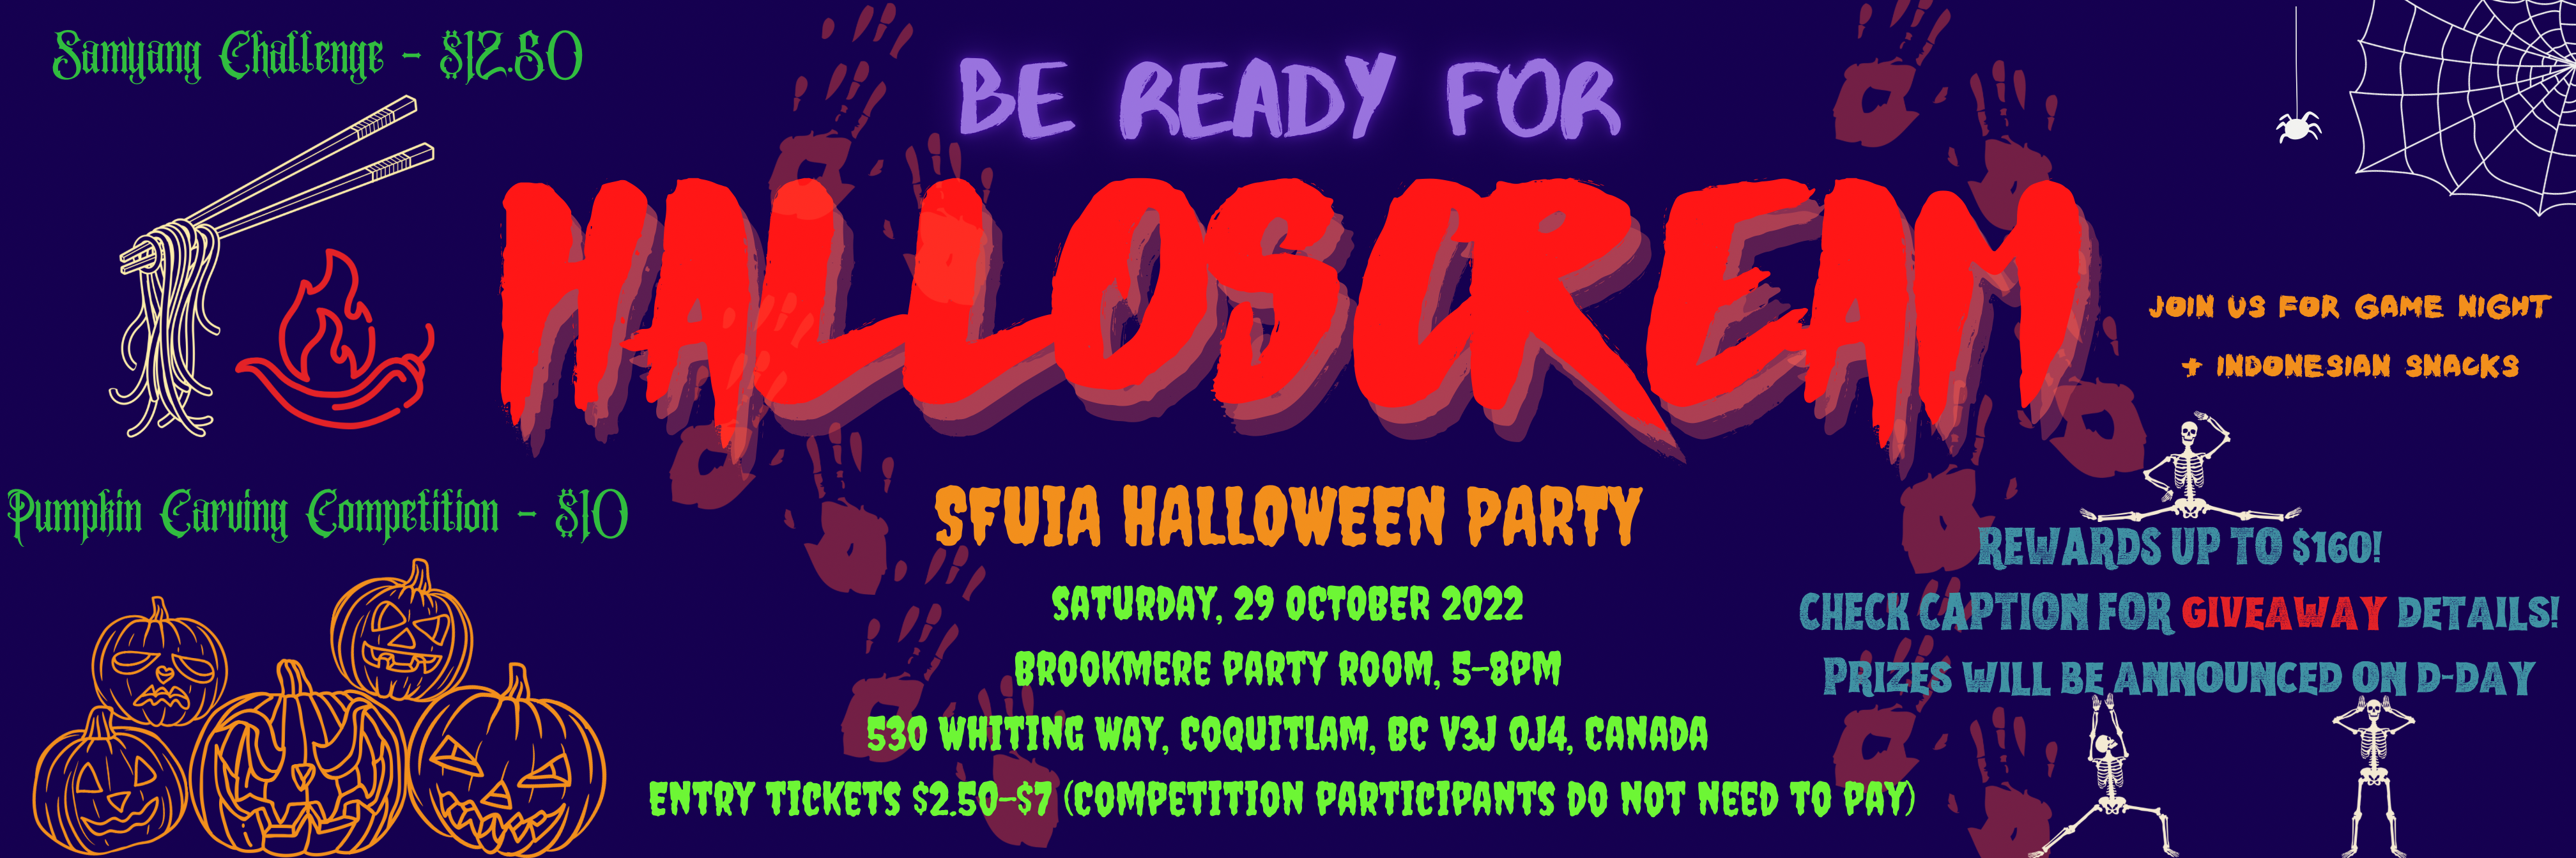 Samyang Challenge - $12.50
Pumpkin Carving Competition - $10
BE READY FOR
HALLOSCREAM
SFUIA HALLOWEEN PARTY
SATURDAY, 29 OCTOBER 2022
BROOKMERE PARTY ROOM, 5-8PM
530 WHITING WAY, COQUITLAM, BC V3J 0J4, CANADA
ENTRY TICKETS $2.50-$7 (COMPETITION PARTICIPANTS DO NOT NEED TO PAY)
JOIN US FOR GAME NIGHT
+ INDONESIAN SNACKS
REWARDS UP TO $160!
CHECK CAPTION FOR GIVEAWAY DETAILS!
PRIZES WILL BE ANNOUNCED ON D-DAY